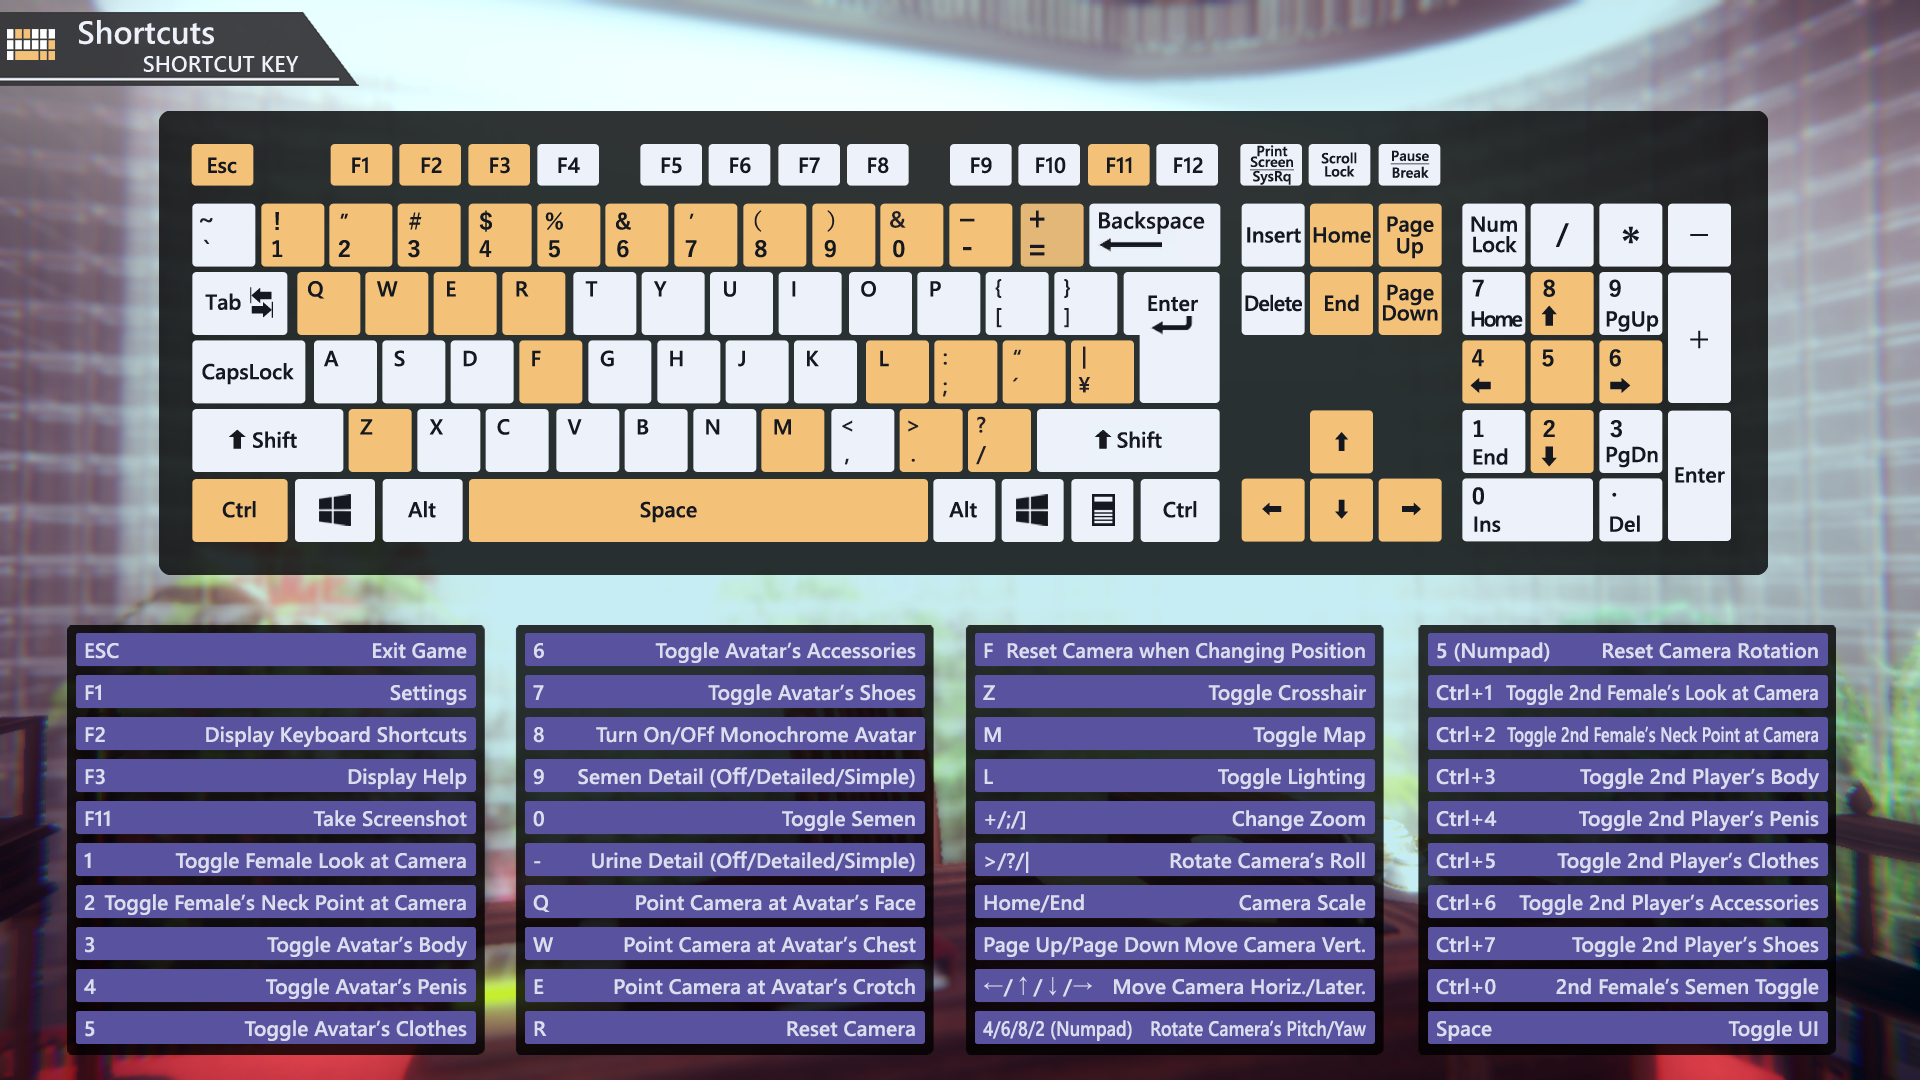 Shortcuts
SHORTCUT KEY
Esc F1 F2 F3 F4 F5 F6 F7 F8 F9 F10 F11 F12 Print Screen SysRq Scroll Lock Pause Break
~ ` ! 1 " 2 # 3 $ 4 % 5 & 6 ' 7 ( 8 ) 9 & 0 − - + = Backspace Insert Home Page Up Num Lock / * −
Tab Q W E R T Y U I O P { [ } ] Enter Delete End Page Down 7 Home 8 ↑ 9 PgUp +
CapsLock A S D F G H J K L : ; “ ´ | ¥ 4 ← 5 6 →
Shift Z X C V B N M < , > . ? / Shift ↑ 1 End 2 ↓ 3 PgDn Enter
Ctrl Alt Space Alt Ctrl ← ↓ → 0 Ins . Del
ESC Exit Game
F1 Settings
F2 Display Keyboard Shortcuts
F3 Display Help
F11 Take Screenshot
1 Toggle Female Look at Camera
2 Toggle Female's Neck Point at Camera
3 Toggle Avatar's Body
4 Toggle Avatar's Penis
5 Toggle Avatar's Clothes
6 Toggle Avatar's Accessories
7 Toggle Avatar's Shoes
8 Turn On/OFf Monochrome Avatar
9 Semen Detail (Off/Detailed/Simple)
0 Toggle Semen
- Urine Detail (Off/Detailed/Simple)
Q Point Camera at Avatar's Face
W Point Camera at Avatar's Chest
E Point Camera at Avatar's Crotch
R Reset Camera
F Reset Camera when Changing Position
Z Toggle Crosshair
M Toggle Map
L Toggle Lighting
+/;/] Change Zoom
>/?/| Rotate Camera's Roll
Home/End Camera Scale
Page Up/Page Down Move Camera Vert.
←/↑/↓/→ Move Camera Horiz./Later.
4/6/8/2 (Numpad) Rotate Camera's Pitch/Yaw
5 (Numpad) Reset Camera Rotation
Ctrl+1 Toggle 2nd Female's Look at Camera
Ctrl+2 Toggle 2nd Female's Neck Point at Camera
Ctrl+3 Toggle 2nd Player's Body
Ctrl+4 Toggle 2nd Player's Penis
Ctrl+5 Toggle 2nd Player's Clothes
Ctrl+6 Toggle 2nd Player's Accessories
Ctrl+7 Toggle 2nd Player's Shoes
Ctrl+0 2nd Female's Semen Toggle
Space Toggle UI